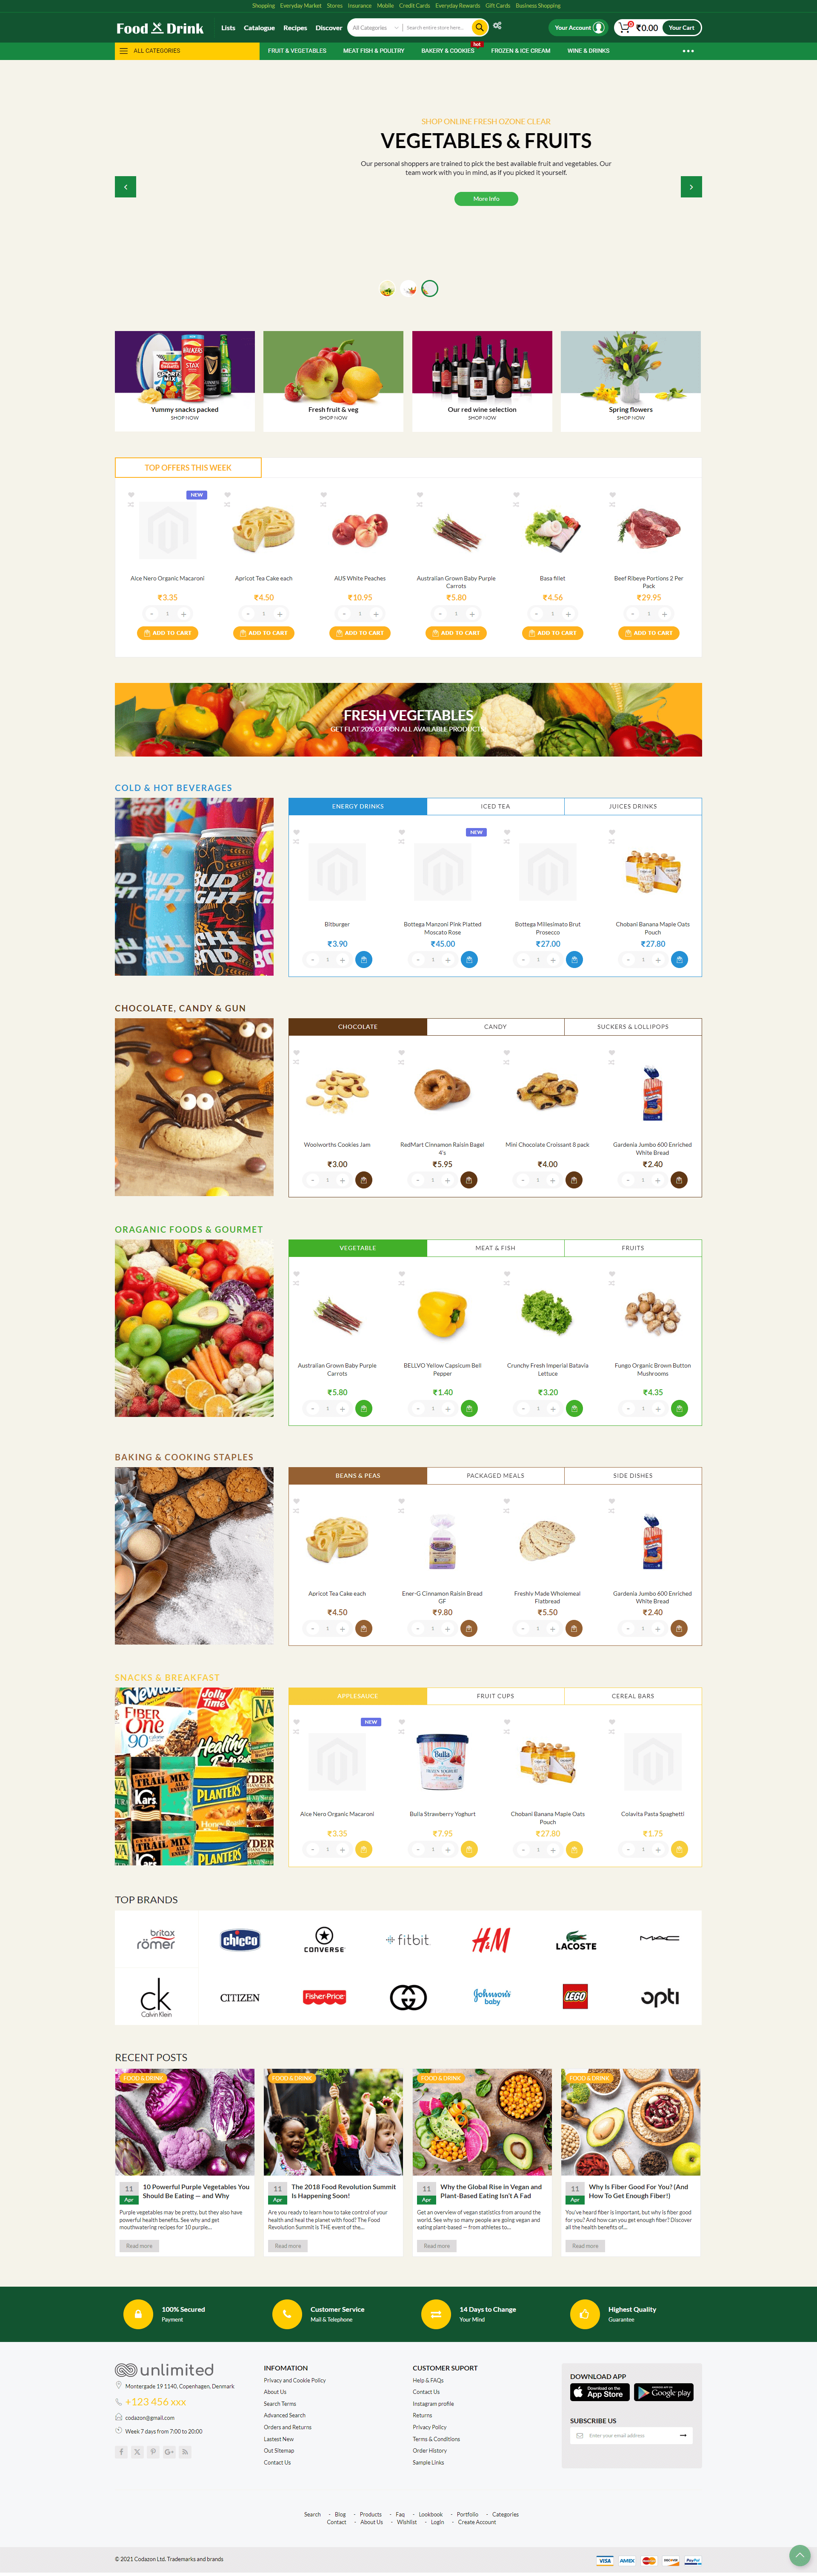 Shopping Everyday Market Stores Insurance Mobile Credit Cards Everyday Rewards Gift Cards Business Shopping
Food Drink Lists Catalogue Recipes Discover All Categories Search entire store here... Your Account 0 ₹0.00 Your Cart
ALL CATEGORIES FRUIT & VEGETABLES MEAT FISH & POULTRY BAKERY & COOKIES hot FROZEN & ICE CREAM WINE & DRINKS
SHOP ONLINE FRESH OZONE CLEAR
VEGETABLES & FRUITS
Our personal shoppers are trained to pick the best available fruit and vegetables. Our
team work with you in mind, as if you picked it yourself.
More Info
Yummy snacks packed Fresh fruit & veg Our red wine selection Spring flowers
SHOP NOW SHOP NOW SHOP NOW SHOP NOW
TOP OFFERS THIS WEEK
NEW
Alce Nero Organic Macaroni Apricot Tea Cake each AUS White Peaches Australian Grown Baby Purple Basa fillet Beef Ribeye Portions 2 Per
Carrots Pack
₹3.35 ₹4.50 ₹10.95 ₹5.80 ₹4.56 ₹29.95
- 1 + - 1 + - 1 + - 1 + - 1 + - 1 +
ADD TO CART ADD TO CART ADD TO CART ADD TO CART ADD TO CART ADD TO CART
FRESH VEGETABLES
GET FLAT 20% OFF ON ALL AVAILABLE PRODUCTS
COLD & HOT BEVERAGES
ENERGY DRINKS ICED TEA JUICES DRINKS
NEW
Bitburger Bottega Manzoni Pink Platted Bottega Millesimato Brut Chobani Banana Maple Oats
Moscato Rose Prosecco Pouch
₹3.90 ₹45.00 ₹27.00 ₹27.80
- 1 + - 1 + - 1 + - 1 +
CHOCOLATE, CANDY & GUN
CHOCOLATE CANDY SUCKERS & LOLLIPOPS
Woolworths Cookies Jam RedMart Cinnamon Raisin Bagel Mini Chocolate Croissant 8 pack Gardenia Jumbo 600 Enriched
4's White Bread
₹3.00 ₹5.95 ₹4.00 ₹2.40
- 1 + - 1 + - 1 + - 1 +
ORAGANIC FOODS & GOURMET
VEGETABLE MEAT & FISH FRUITS
Australian Grown Baby Purple BELLVO Yellow Capsicum Bell Crunchy Fresh Imperial Batavia Fungo Organic Brown Button
Carrots Pepper Lettuce Mushrooms
₹5.80 ₹1.40 ₹3.20 ₹4.35
- 1 + - 1 + - 1 + - 1 +
BAKING & COOKING STAPLES
BEANS & PEAS PACKAGED MEALS SIDE DISHES
Apricot Tea Cake each Ener-G Cinnamon Raisin Bread Freshly Made Wholemeal Gardenia Jumbo 600 Enriched
GF Flatbread White Bread
₹4.50 ₹9.80 ₹5.50 ₹2.40
- 1 + - 1 + - 1 + - 1 +
SNACKS & BREAKFAST
APPLESAUCE FRUIT CUPS CEREAL BARS
NEW
Alce Nero Organic Macaroni Bulla Strawberry Yoghurt Chobani Banana Maple Oats Colavita Pasta Spaghetti
Pouch
₹3.35 ₹7.95 ₹27.80 ₹1.75
- 1 + - 1 + - 1 + - 1 +
TOP BRANDS
britax römer chicco CONVERSE fitbit H&M LACOSTE MAC
ck Calvin Klein CITIZEN Fisher-Price Johnson's baby LEGO opti
RECENT POSTS
FOOD & DRINK FOOD & DRINK FOOD & DRINK FOOD & DRINK
11 Apr 10 Powerful Purple Vegetables You
Should Be Eating — and Why
Purple vegetables may be pretty, but they also have
powerful health benefits. See why and get
mouthwatering recipes for 10 purple...
Read more
11 Apr The 2018 Food Revolution Summit
Is Happening Soon!
Are you ready to learn how to take control of your
health and heal the planet with food? The Food
Revolution Summit is THE event of the...
Read more
11 Apr Why the Global Rise in Vegan and
Plant-Based Eating Isn't A Fad
Get an overview of vegan statistics from around the
world. See why so many people are going vegan and
eating plant-based — from athletes to...
Read more
11 Apr Why Is Fiber Good For You? (And
How To Get Enough Fiber!)
You've heard fiber is important, but why is fiber good
for you? And how can you get enough fiber? Discover
all the health benefits of...
Read more
100% Secured Customer Service 14 Days to Change Highest Quality
Payment Mail & Telephone Your Mind Guarantee
unlimited
Montergade 19 1140, Copenhagen, Denmark
+123 456 xxx
codazon@gmail.com
Week 7 days from 7:00 to 20:00
INFOMATION
Privacy and Cookie Policy
About Us
Search Terms
Advanced Search
Orders and Returns
Lastest New
Out Sitemap
Contact Us
CUSTOMER SUPORT
Help & FAQs
Contact Us
Instagram profile
Returns
Privacy Policy
Terms & Conditions
Order History
Sample Links
DOWNLOAD APP
Download on the App Store Google play
SUBSCRIBE US
Enter your email address
Search - Blog - Products - Faq - Lookbook - Portfolio - Categories
Contact - About Us - Wishlist - Login - Create Account
© 2021 Codazon Ltd. Trademarks and brands
VISA AMEX MasterCard DISCOVER PayPal